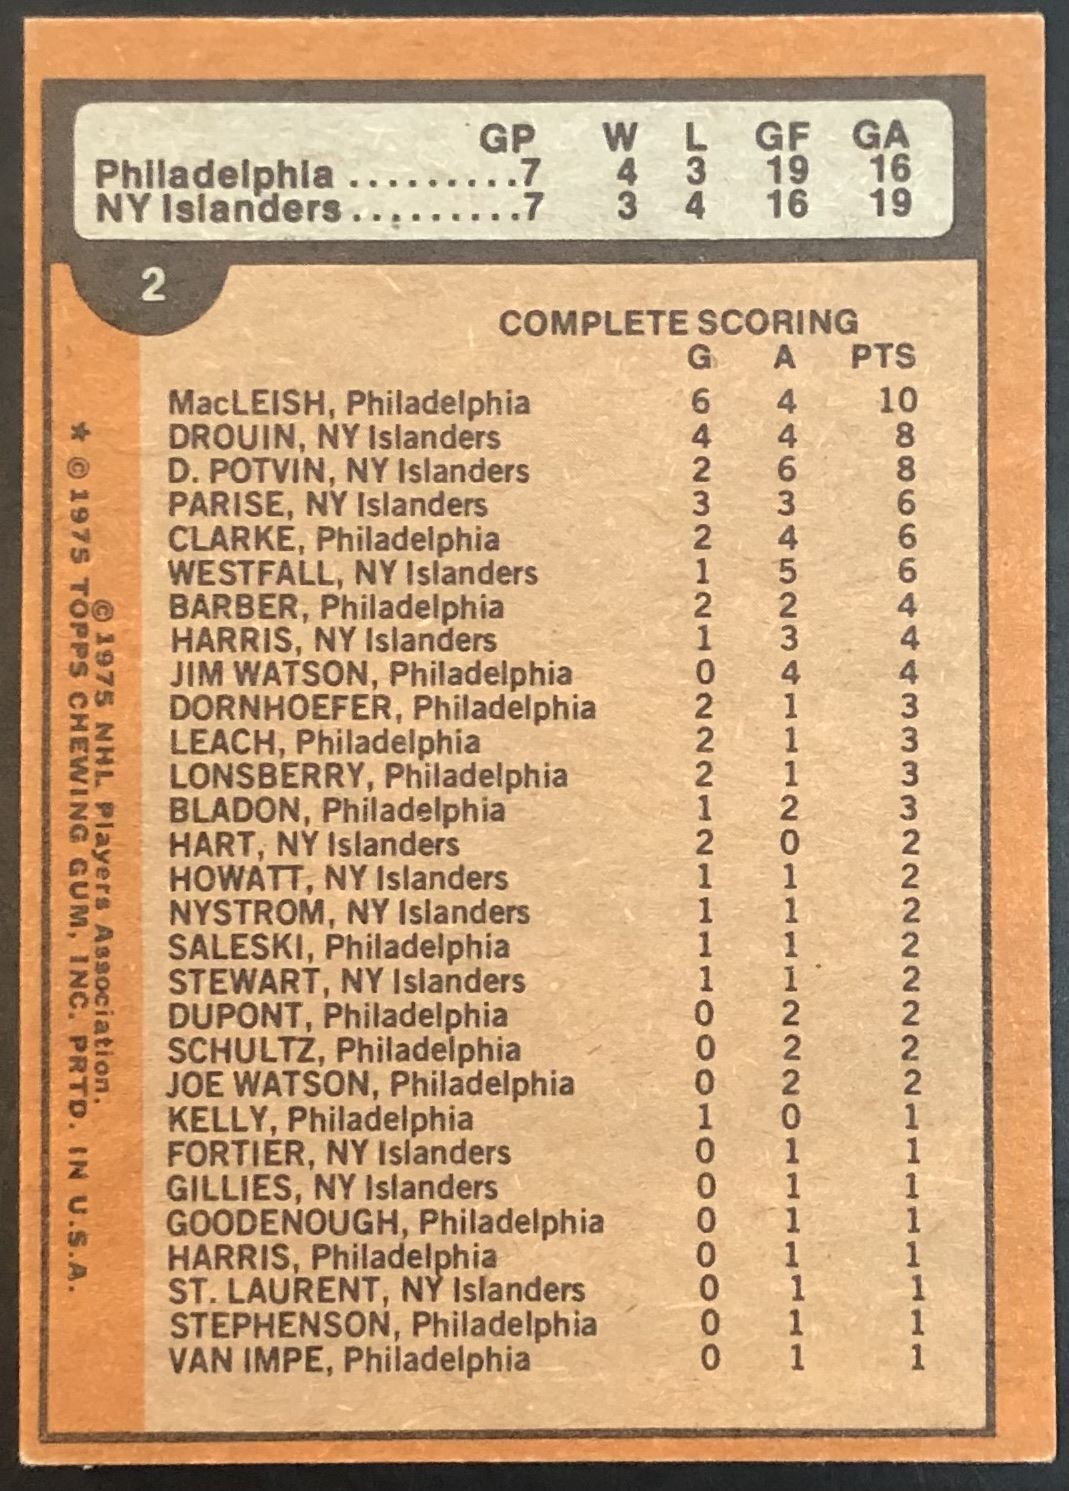 GP W L GF GA
Philadelphia .........7 4 3 19 16
NY Islanders..........7 3 4 16 19
2
COMPLETE SCORING
G A PTS
MacLEISH, Philadelphia 6 4 10
DROUIN, NY Islanders 4 4 8
D. POTVIN, NY Islanders 2 6 8
PARISE, NY Islanders 3 3 6
CLARKE, Philadelphia 2 4 6
WESTFALL, NY Islanders 1 5 6
BARBER, Philadelphia 2 2 4
HARRIS, NY Islanders 1 3 4
JIM WATSON, Philadelphia 0 4 4
DORNHOEFER, Philadelphia 2 1 3
LEACH, Philadelphia 2 1 3
LONSBERRY, Philadelphia 2 1 3
BLADON, Philadelphia 1 2 3
HART, NY Islanders 2 0 2
HOWATT, NY Islanders 1 1 2
NYSTROM, NY Islanders 1 1 2
SALESKI, Philadelphia 1 1 2
STEWART, NY Islanders 1 1 2
DUPONT, Philadelphia 0 2 2
SCHULTZ, Philadelphia 0 2 2
JOE WATSON, Philadelphia 0 2 2
KELLY, Philadelphia 1 0 1
FORTIER, NY Islanders 0 1 1
GILLIES, NY Islanders 0 1 1
GOODENOUGH, Philadelphia 0 1 1
HARRIS, Philadelphia 0 1 1
ST. LAURENT, NY Islanders 0 1 1
STEPHENSON, Philadelphia 0 1 1
VAN IMPE, Philadelphia 0 1 1
© 1975 NHL Players Association.
★ © 1975 TOPPS CHEWING GUM, INC. PRTD. IN U.S.A.